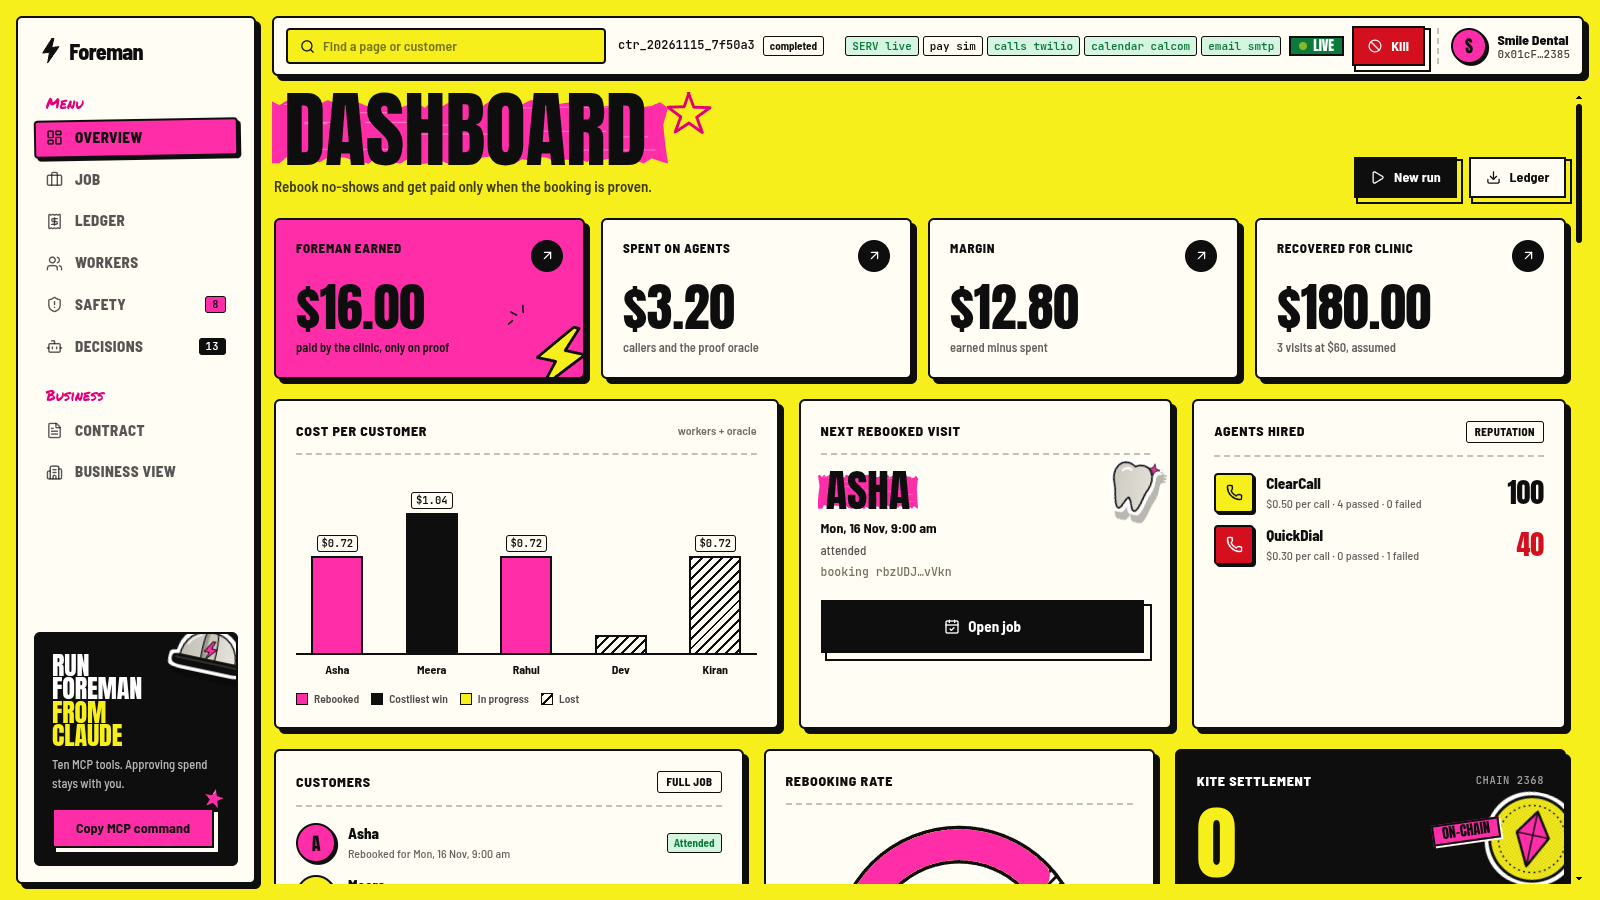 Foreman
Menu
OVERVIEW
JOB
LEDGER
WORKERS
SAFETY 8
DECISIONS 13
Business
CONTRACT
BUSINESS VIEW
RUN
FOREMAN
FROM
CLAUDE
Ten MCP tools. Approving spend
stays with you.
Copy MCP command
Find a page or customer
ctr_20261115_7f50a3 completed SERV live pay sim calls twilio calendar calcom email smtp LIVE Kill
S
Smile Dental
0x01cF…2385
DASHBOARD
Rebook no-shows and get paid only when the booking is proven.
New run Ledger
FOREMAN EARNED
$16.00
paid by the clinic, only on proof
SPENT ON AGENTS
$3.20
callers and the proof oracle
MARGIN
$12.80
earned minus spent
RECOVERED FOR CLINIC
$180.00
3 visits at $60, assumed
COST PER CUSTOMER workers + oracle
$0.72 $1.04 $0.72 $0.72
Asha Meera Rahul Dev Kiran
Rebooked Costliest win In progress Lost
NEXT REBOOKED VISIT
ASHA
Mon, 16 Nov, 9:00 am
attended
booking rbzUDJ…vVkn
Open job
AGENTS HIRED REPUTATION
ClearCall
$0.50 per call · 4 passed · 0 failed
100
QuickDial
$0.30 per call · 0 passed · 1 failed
40
CUSTOMERS FULL JOB
A
Asha
Rebooked for Mon, 16 Nov, 9:00 am
Attended
REBOOKING RATE
KITE SETTLEMENT CHAIN 2368
0
ON-CHAIN